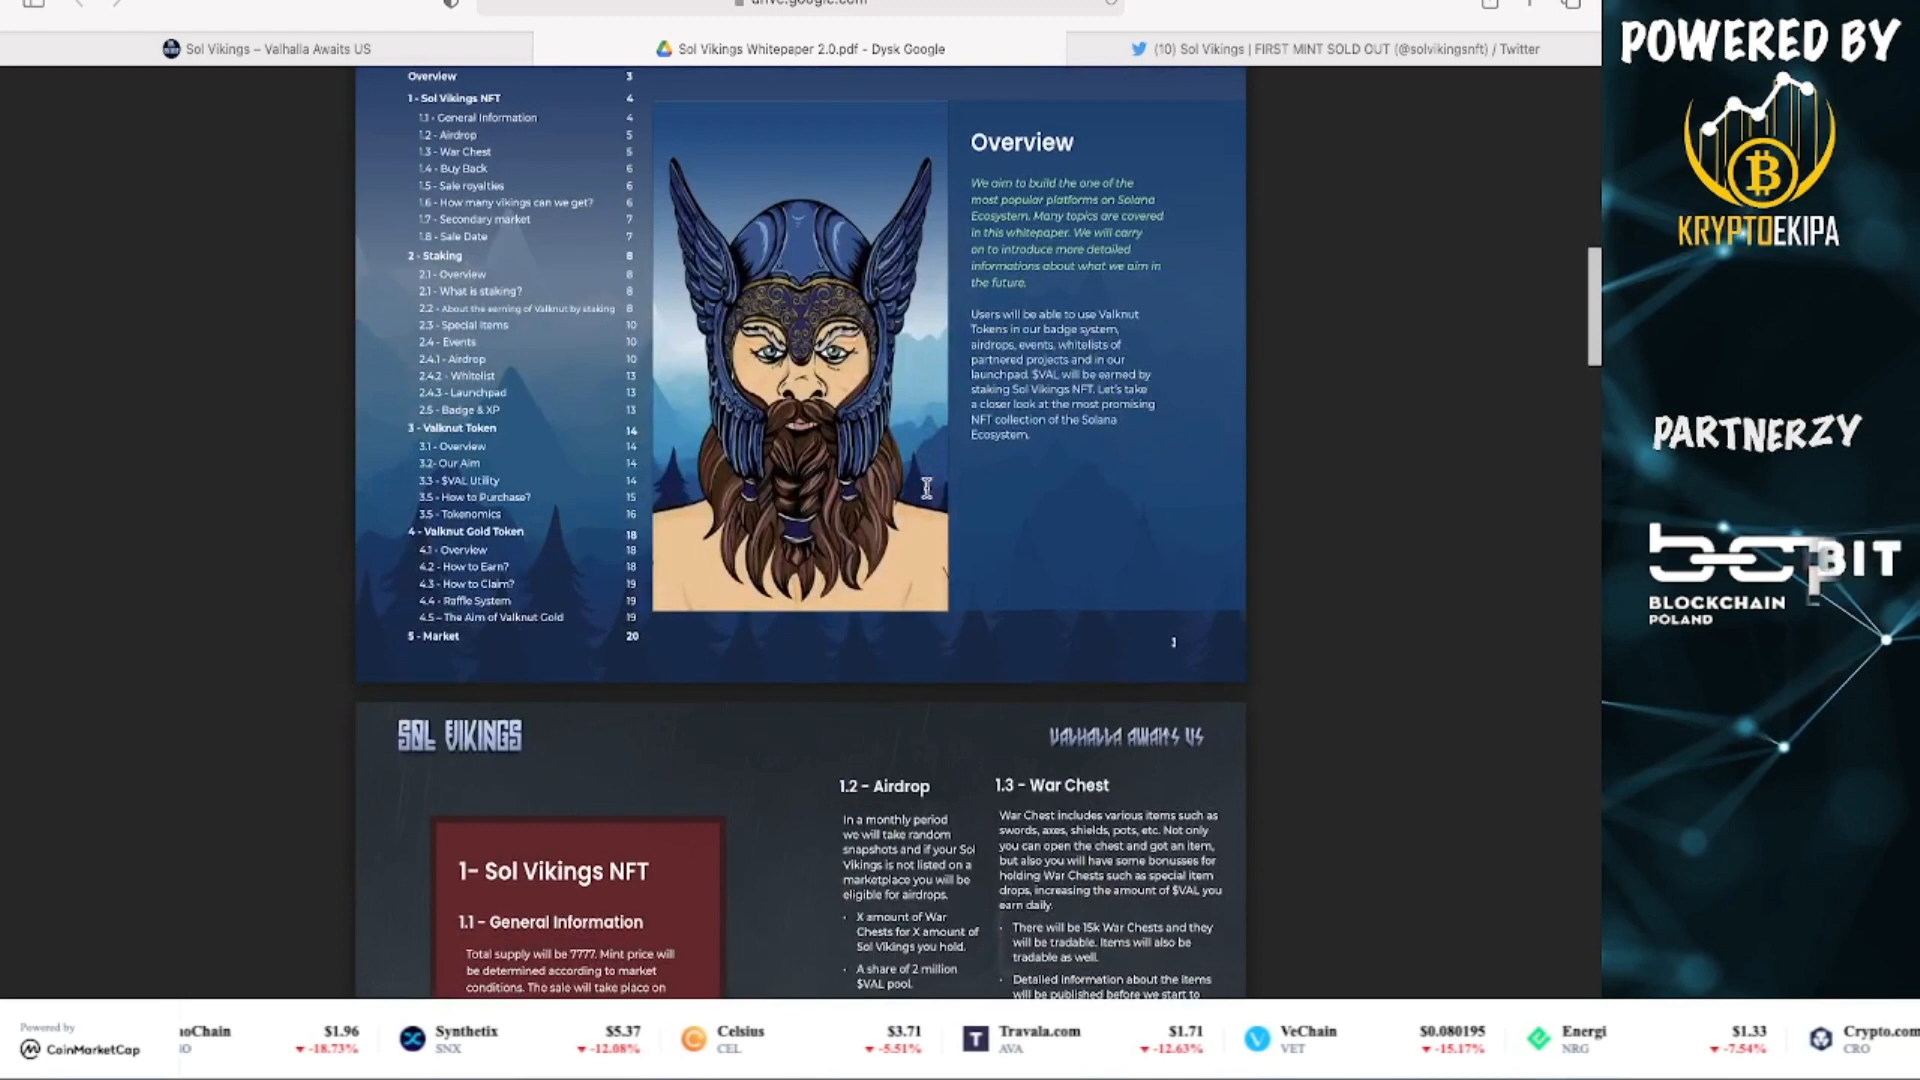 drive.google.com
Sol Vikings – Valhalla Awaits US
Sol Vikings Whitepaper 2.0.pdf - Dysk Google
(10) Sol Vikings | FIRST MINT SOLD OUT (@solvikingsnft) / Twitter
Overview 3
1 - Sol Vikings NFT 4
1.1 - General Information 4
1.2 - Airdrop 5
1.3 - War Chest 5
1.4 - Buy Back 6
1.5 - Sale royalties 6
1.6 - How many vikings can we get? 6
1.7 - Secondary market 7
1.8 - Sale Date 7
2 - Staking 8
2.1 - Overview 8
2.1 - What is staking? 8
2.2 - About the earning of Valknut by staking 8
2.3 - Special Items 10
2.4 - Events 10
2.4.1 - Airdrop 10
2.4.2 - Whitelist 13
2.4.3 - Launchpad 13
2.5 - Badge & XP 13
3 - Valknut Token 14
3.1 - Overview 14
3.2- Our Aim 14
3.3 - $VAL Utility 14
3.5 - How to Purchase? 15
3.5 - Tokenomics 16
4 - Valknut Gold Token 18
4.1 - Overview 18
4.2 - How to Earn? 18
4.3 - How to Claim? 19
4.4 - Raffle System 19
4.5 – The Aim of Valknut Gold 19
5 - Market 20
Overview
We aim to build the one of the
most popular platforms on Solana
Ecosystem. Many topics are covered
in this whitepaper. We will carry
on to introduce more detailed
informations about what we aim in
the future.
Users will be able to use Valknut
Tokens in our badge system,
airdrops, events, whitelists of
partnered projects and in our
launchpad. $VAL will be earned by
staking Sol Vikings NFT. Let's take
a closer look at the most promising
NFT collection of the Solana
Ecosystem.
3
SOL VIKINGS
VALHALLA AWAITS US
1- Sol Vikings NFT
1.1 - General Information
Total supply will be 7777. Mint price will
be determined according to market
conditions. The sale will take place on
1.2 - Airdrop
In a monthly period
we will take random
snapshots and if your Sol
Vikings is not listed on a
marketplace you will be
eligible for airdrops.
• X amount of War
Chests for X amount of
Sol Vikings you hold.
• A share of 2 million
$VAL pool.
1.3 - War Chest
War Chest includes various items such as
swords, axes, shields, pots, etc. Not only
you can open the chest and got an item,
but also you will have some bonusses for
holding War Chests such as special item
drops, increasing the amount of $VAL you
earn daily.
• There will be 15k War Chests and they
will be tradable. Items will also be
tradable as well.
• Detailed information about the items
will be published before we start to
POWERED BY
KRYPTOEKIPA
PARTNERZY
BIT
BLOCKCHAIN
POLAND
Powered by
CoinMarketCap
$1.96
-18.73%
Synthetix
SNX
$5.37
-12.08%
Celsius
CEL
$3.71
-5.51%
Travala.com
AVA
$1.71
-12.63%
VeChain
VET
$0.080195
-15.17%
Energi
NRG
$1.33
-7.54%
Crypto.com
CRO